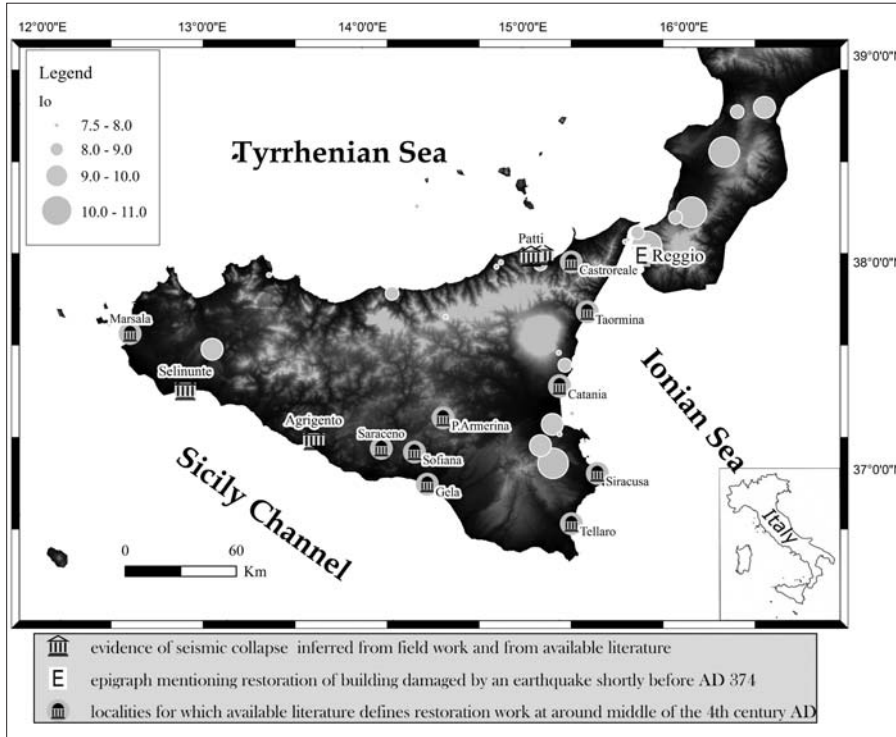 12°0'0"E 13°0'0"E 14°0'0"E 15°0'0"E 16°0'0"E
39°0'0"N
Legend
Io
7.5 - 8.0
8.0 - 9.0
9.0 - 10.0
10.0 - 11.0
Tyrrhenian Sea
Patti
E Reggio
38°0'0"N
Castroreale
Marsala
Taormina
Selinunte
Catania
Ionian Sea
Agrigento
P.Armerina
Saraceno
Sofiana
Siracusa
37°0'0"N
Gela
Sicily Channel
Tellaro
Italy
0 60
Km
evidence of seismic collapse inferred from field work and from available literature
E epigraph mentioning restoration of building damaged by an earthquake shortly before AD 374
localities for which available literature defines restoration work at around middle of the 4th century AD